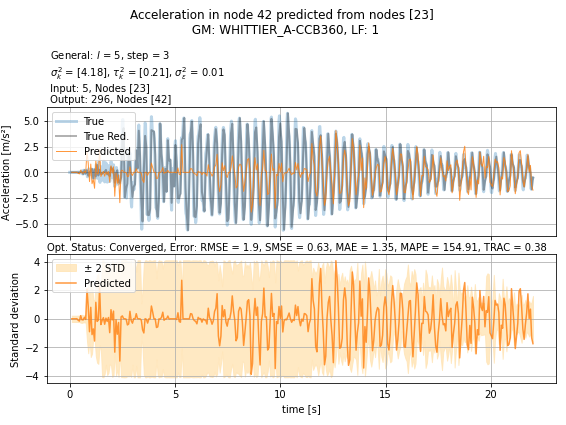 Acceleration in node 42 predicted from nodes [23]
GM: WHITTIER_A-CCB360, LF: 1
General: l = 5, step = 3
σ²ₖ = [4.18], τ²ₖ = [0.21], σ²ε = 0.01
Input: 5, Nodes [23]
Output: 296, Nodes [42]
Acceleration [m/s²]
5.0
2.5
0.0
−2.5
−5.0
True
True Red.
Predicted
Opt. Status: Converged, Error: RMSE = 1.9, SMSE = 0.63, MAE = 1.35, MAPE = 154.91, TRAC = 0.38
Standard deviation
4
2
0
−2
−4
± 2 STD
Predicted
0 5 10 15 20
time [s]